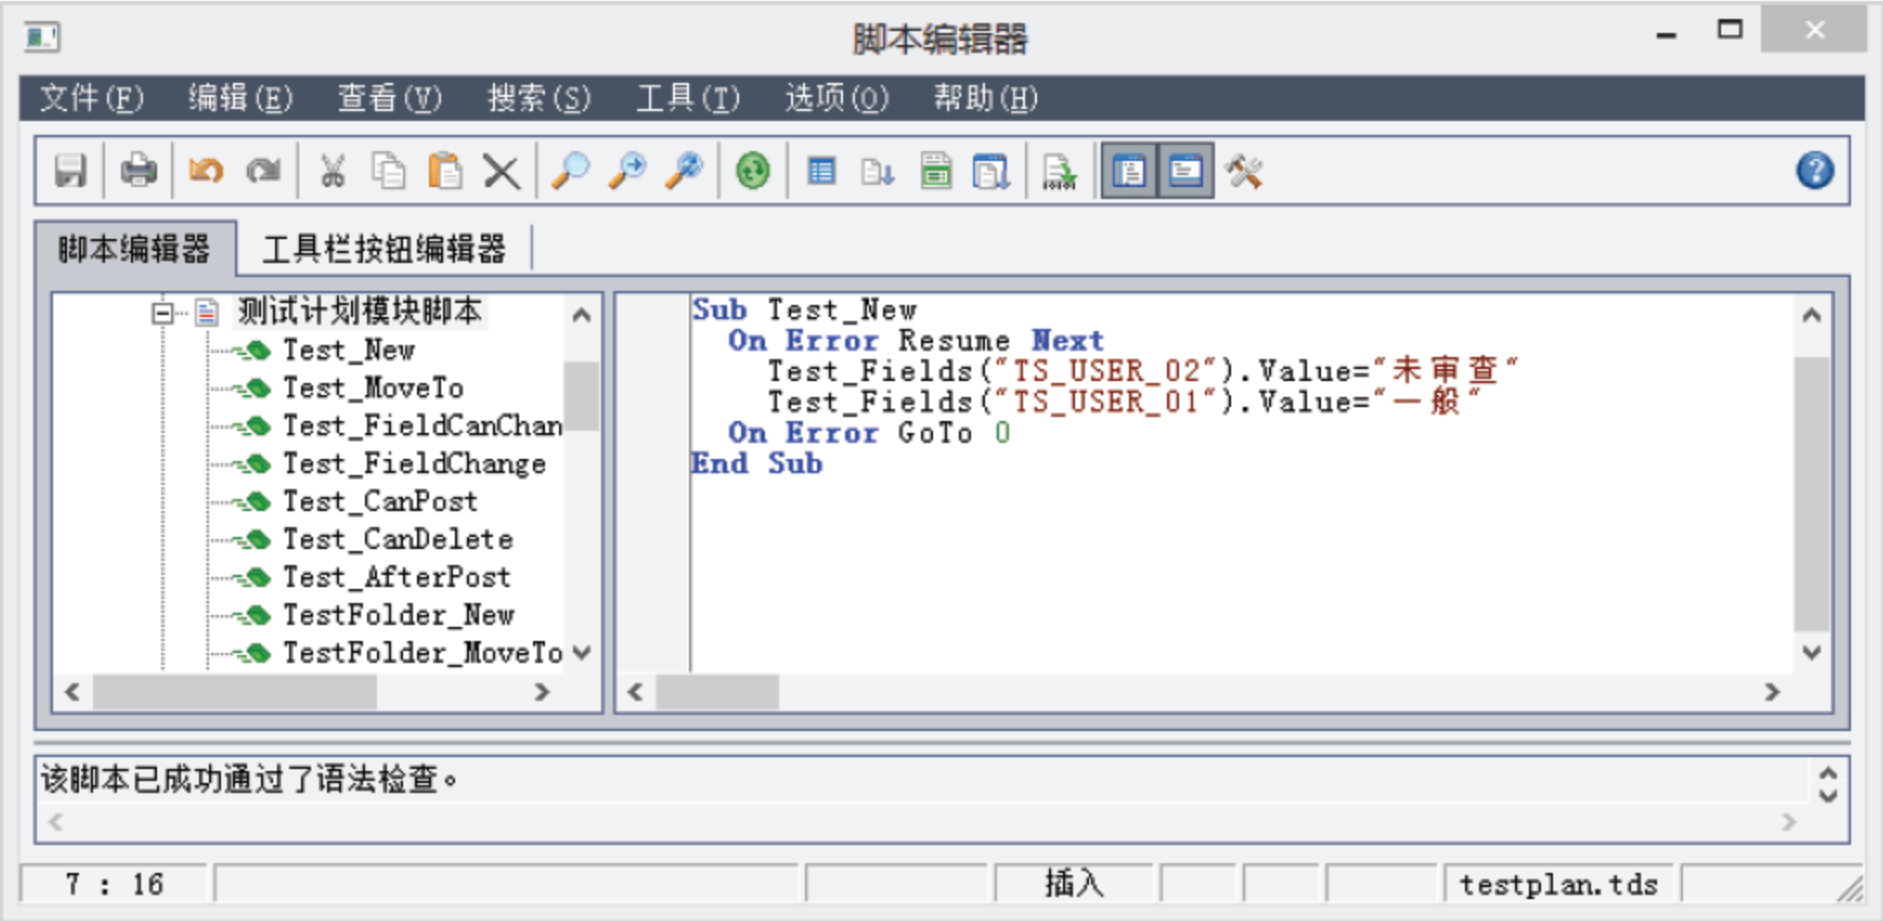 脚本编辑器
文件(F) 编辑(E) 查看(V) 搜索(S) 工具(T) 选项(O) 帮助(H)
脚本编辑器 工具栏按钮编辑器
测试计划模块脚本
Test_New
Test_MoveTo
Test_FieldCanChan
Test_FieldChange
Test_CanPost
Test_CanDelete
Test_AfterPost
TestFolder_New
TestFolder_MoveTo
Sub Test_New
On Error Resume Next
Test_Fields("TS_USER_02").Value="未审查"
Test_Fields("TS_USER_01").Value="一般"
On Error GoTo 0
End Sub
该脚本已成功通过了语法检查。
7 : 16 插入 testplan.tds